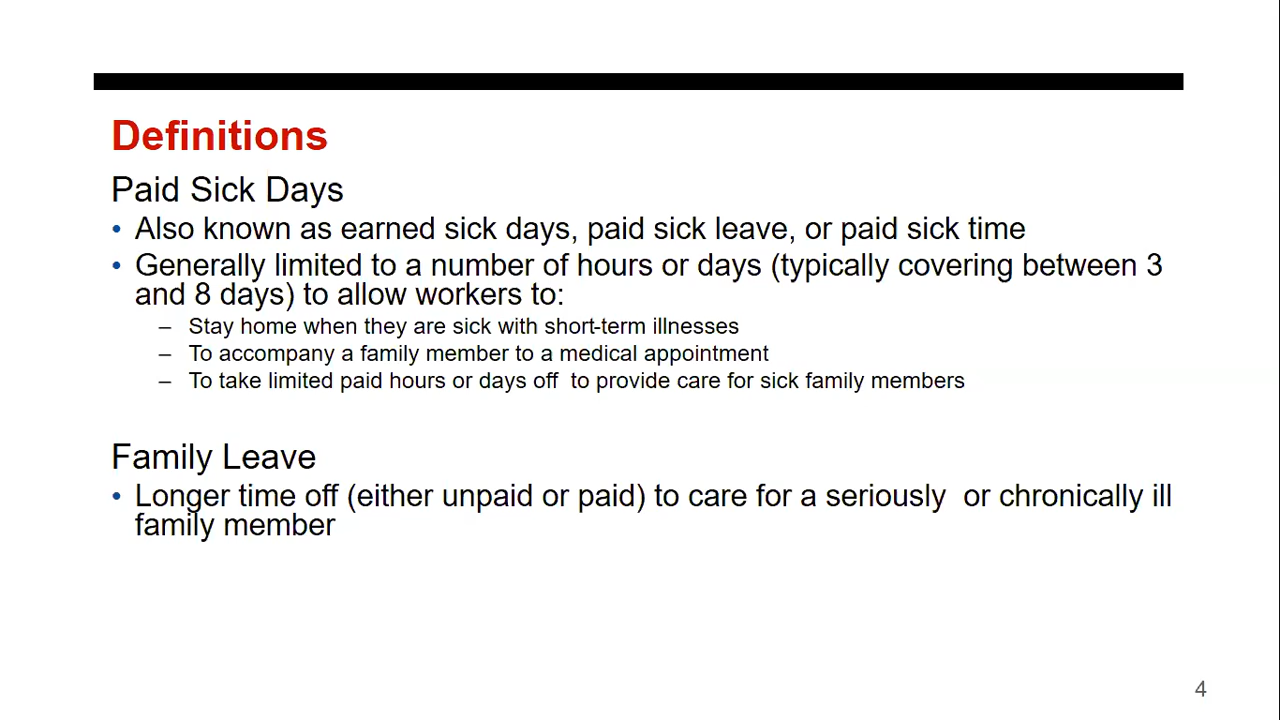 Definitions
Paid Sick Days
• Also known as earned sick days, paid sick leave, or paid sick time
• Generally limited to a number of hours or days (typically covering between 3
and 8 days) to allow workers to:
– Stay home when they are sick with short-term illnesses
– To accompany a family member to a medical appointment
– To take limited paid hours or days off  to provide care for sick family members
Family Leave
• Longer time off (either unpaid or paid) to care for a seriously  or chronically ill
family member
4